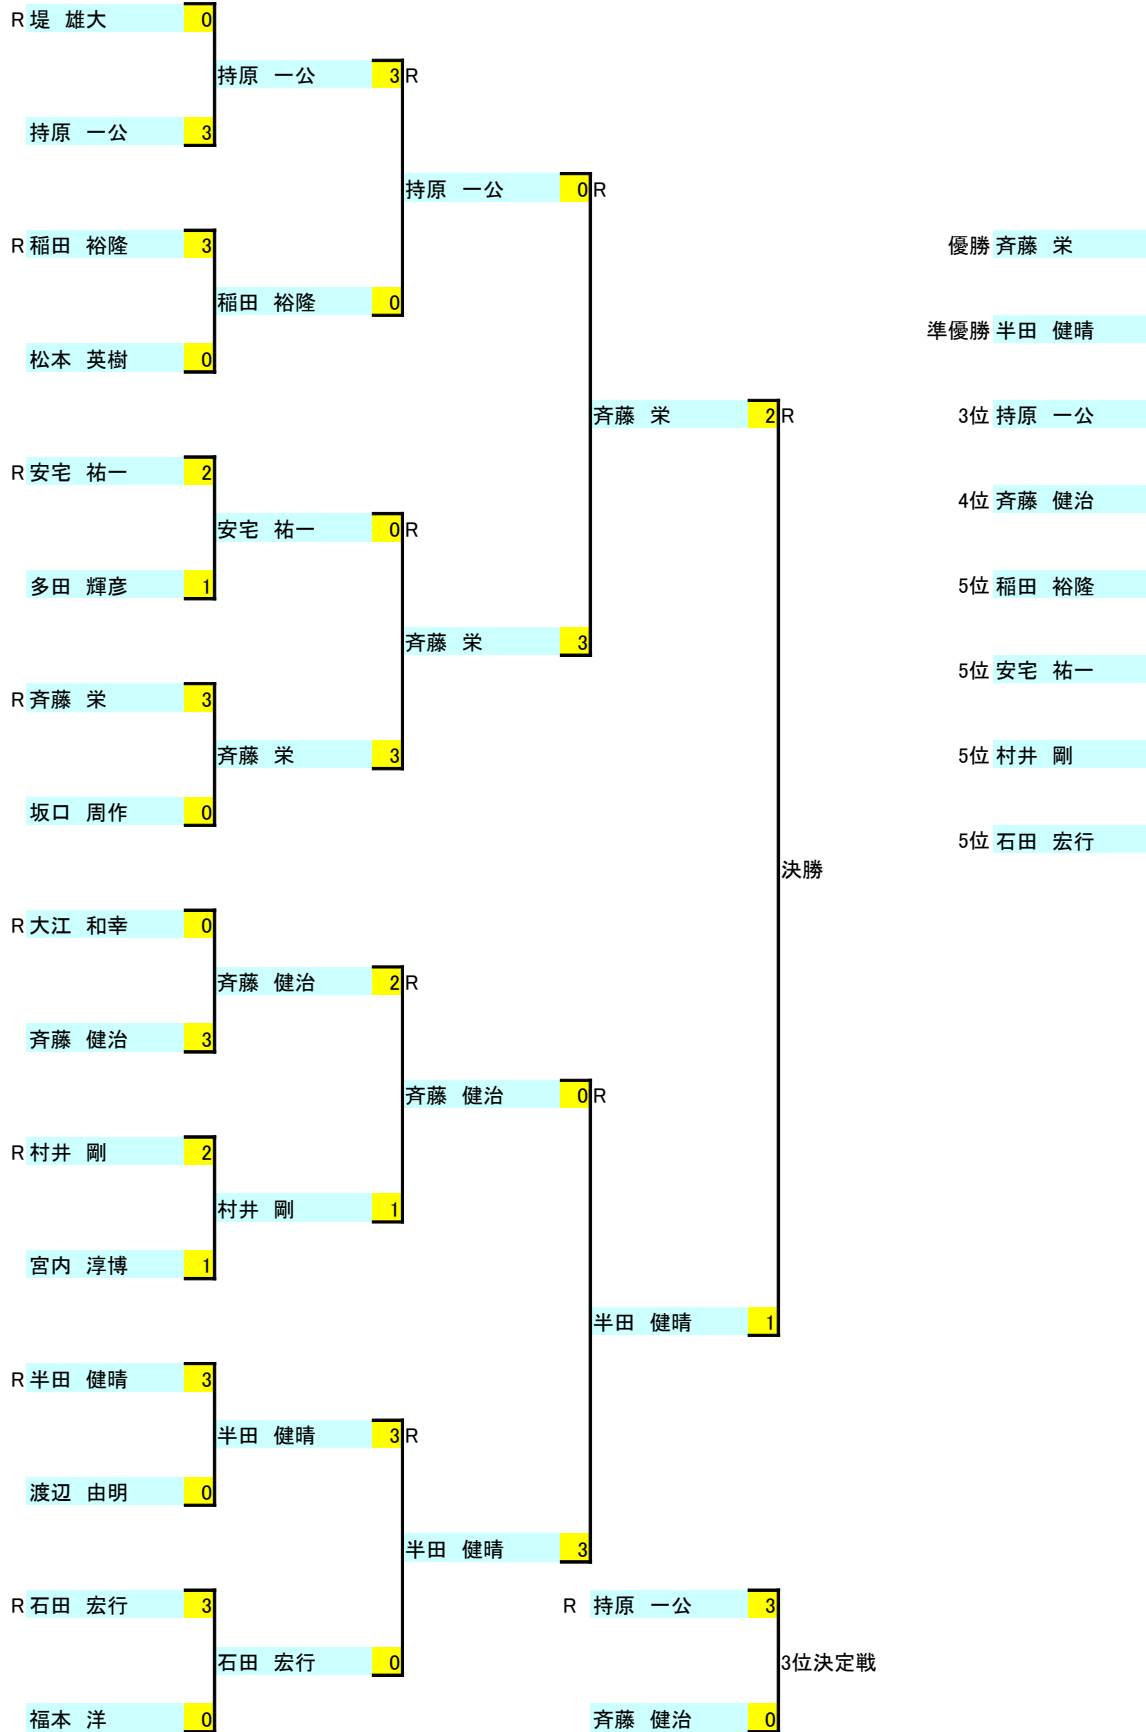 R 堤 雄大 0
持原 一公 3 R
持原 一公 3
持原 一公 0 R
R 稲田 裕隆 3
優勝 斉藤 栄
稲田 裕隆 0
準優勝 半田 健晴
松本 英樹 0
斉藤 栄 2 R
3位 持原 一公
R 安宅 祐一 2
4位 斉藤 健治
安宅 祐一 0 R
多田 輝彦 1
5位 稲田 裕隆
斉藤 栄 3
5位 安宅 祐一
R 斉藤 栄 3
斉藤 栄 3
5位 村井 剛
坂口 周作 0
5位 石田 宏行
決勝
R 大江 和幸 0
斉藤 健治 2 R
斉藤 健治 3
斉藤 健治 0 R
R 村井 剛 2
村井 剛 1
宮内 淳博 1
半田 健晴 1
R 半田 健晴 3
半田 健晴 3 R
渡辺 由明 0
半田 健晴 3
R 石田 宏行 3
R 持原 一公 3
石田 宏行 0
3位決定戦
福本 洋 0
斉藤 健治 0